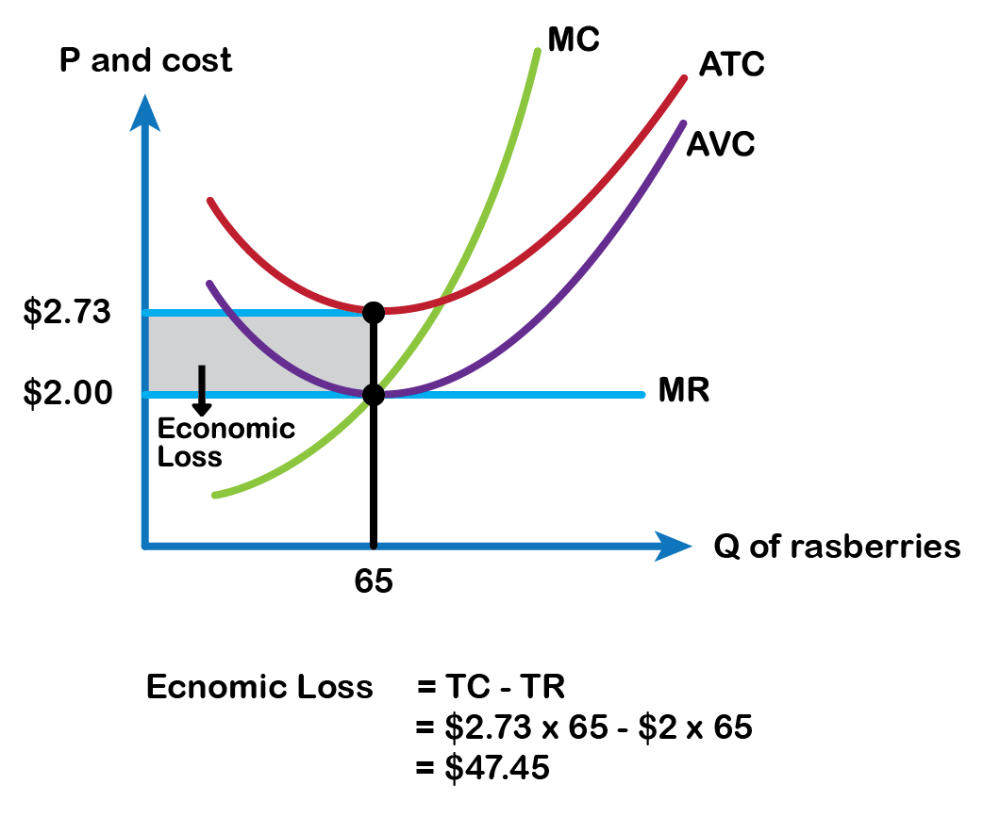 P and cost
MC
ATC
AVC
$2.73
$2.00
MR
Economic
Loss
Q of rasberries
65
Ecnomic Loss = TC - TR
= $2.73 x 65 - $2 x 65
= $47.45